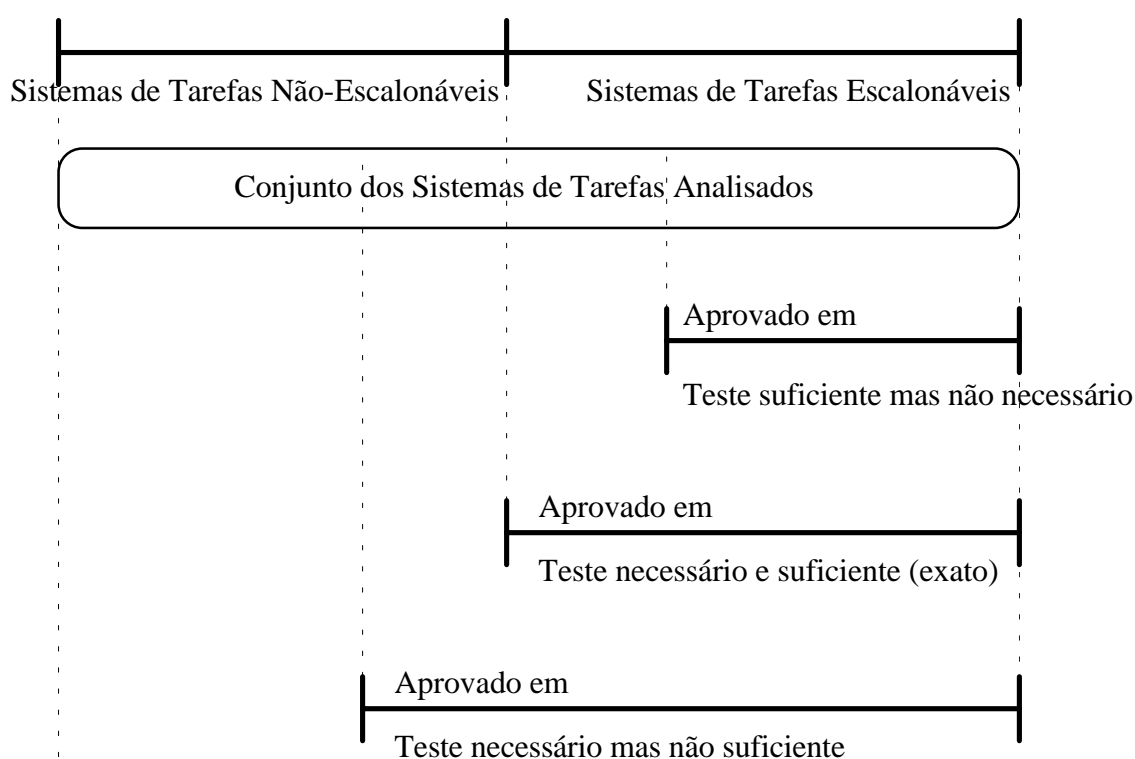 Sistemas de Tarefas Não-Escalonáveis
Sistemas de Tarefas Escalonáveis
Conjunto dos Sistemas de Tarefas Analisados
Aprovado em
Teste suficiente mas não necessário
Aprovado em
Teste necessário e suficiente (exato)
Aprovado em
Teste necessário mas não suficiente